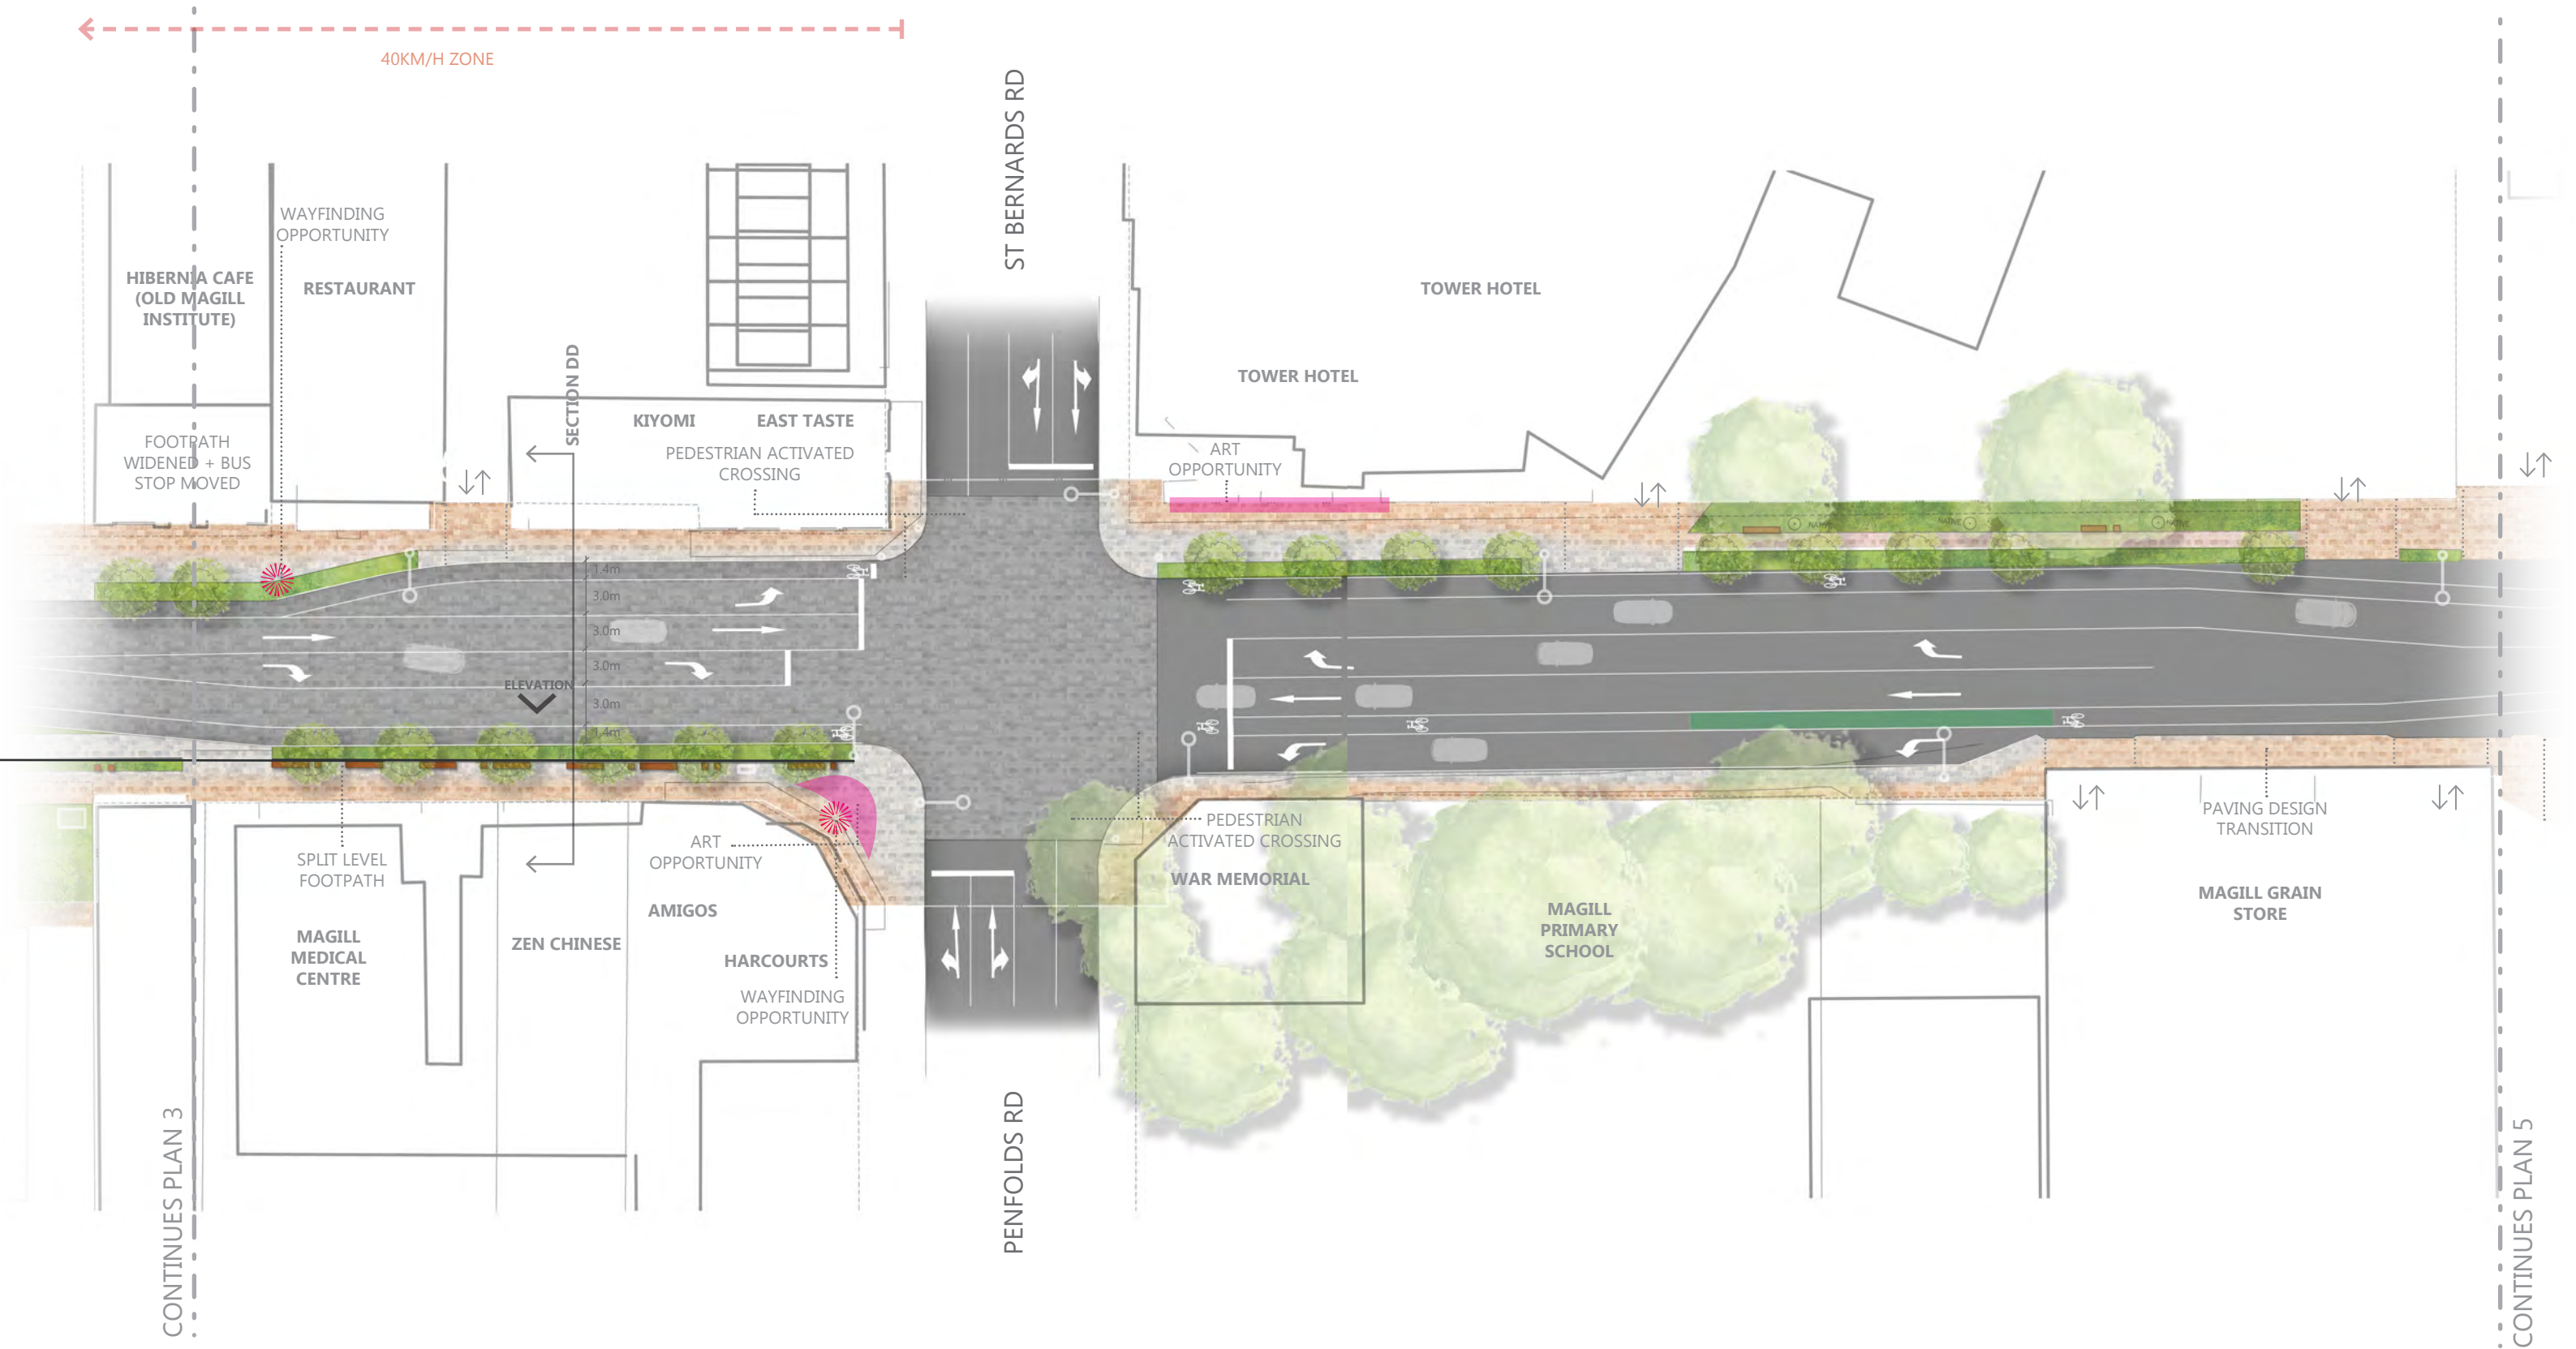 40KM/H ZONE
ST BERNARDS RD
WAYFINDING
OPPORTUNITY
HIBERNIA CAFE
(OLD MAGILL
INSTITUTE)
RESTAURANT
TOWER HOTEL
TOWER HOTEL
SECTION DD
KIYOMI
EAST TASTE
FOOTPATH
WIDENED + BUS
STOP MOVED
PEDESTRIAN ACTIVATED
CROSSING
ART
OPPORTUNITY
NATIVE
NATIVE
NATIVE
1.4m
3.0m
3.0m
3.0m
ELEVATION
3.0m
1.4m
SPLIT LEVEL
FOOTPATH
ART
OPPORTUNITY
PEDESTRIAN
ACTIVATED CROSSING
PAVING DESIGN
TRANSITION
MAGILL
MEDICAL
CENTRE
ZEN CHINESE
AMIGOS
HARCOURTS
WAYFINDING
OPPORTUNITY
WAR MEMORIAL
MAGILL
PRIMARY
SCHOOL
MAGILL GRAIN
STORE
CONTINUES PLAN 3
PENFOLDS RD
CONTINUES PLAN 5